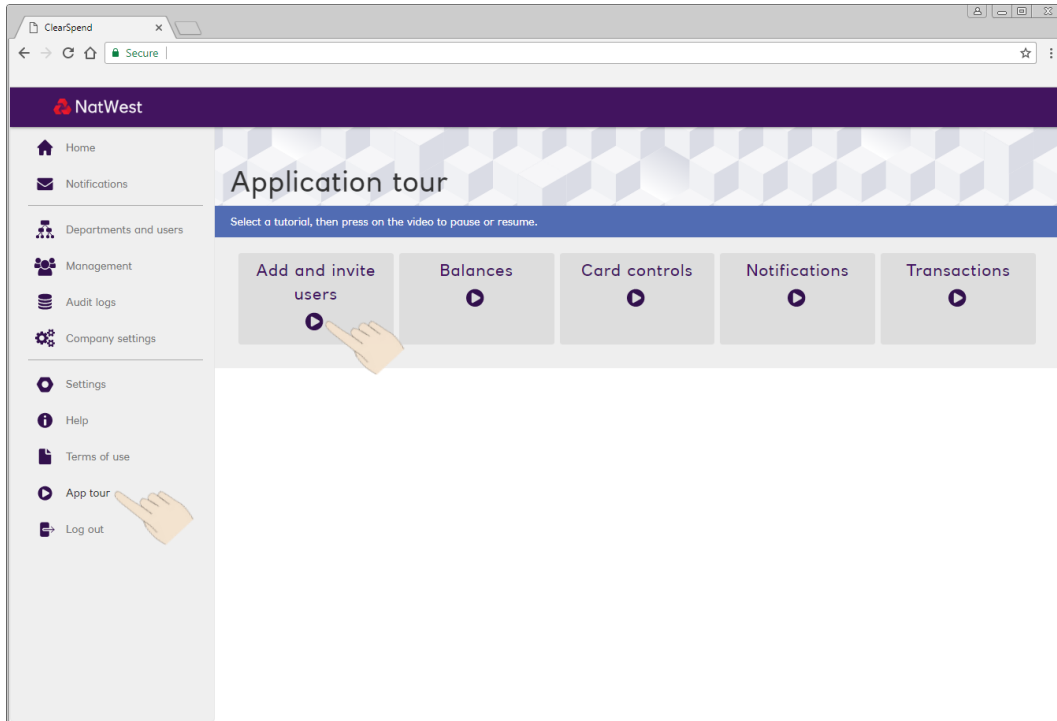 ClearSpend
Secure
NatWest
Home
Notifications
Departments and users
Management
Audit logs
Company settings
Settings
Help
Terms of use
App tour
Log out
Application tour
Select a tutorial, then press on the video to pause or resume.
Add and invite
users
Balances
Card controls
Notifications
Transactions